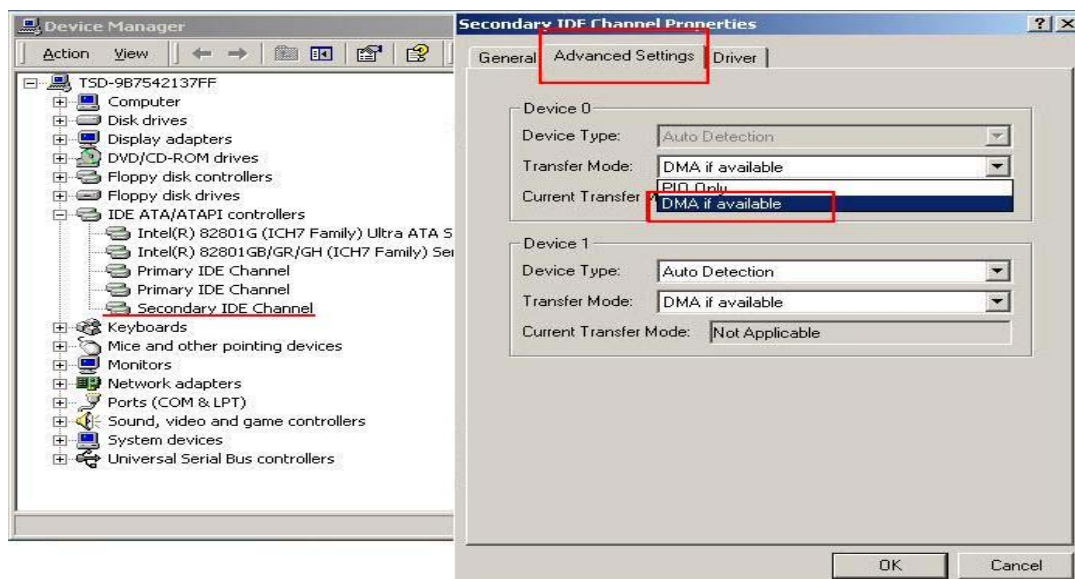 Device Manager
Action View
TSD-9B7542137FF
Computer
Disk drives
Display adapters
DVD/CD-ROM drives
Floppy disk controllers
Floppy disk drives
IDE ATA/ATAPI controllers
Intel(R) 82801G (ICH7 Family) Ultra ATA S
Intel(R) 82801GB/GR/GH (ICH7 Family) Ser
Primary IDE Channel
Primary IDE Channel
Secondary IDE Channel
Keyboards
Mice and other pointing devices
Monitors
Network adapters
Ports (COM & LPT)
Sound, video and game controllers
System devices
Universal Serial Bus controllers
Secondary IDE Channel Properties
General Advanced Settings Driver
Device 0
Device Type: Auto Detection
Transfer Mode: DMA if available
PIO Only
Current Transfer M DMA if available
Device 1
Device Type: Auto Detection
Transfer Mode: DMA if available
Current Transfer Mode: Not Applicable
OK Cancel